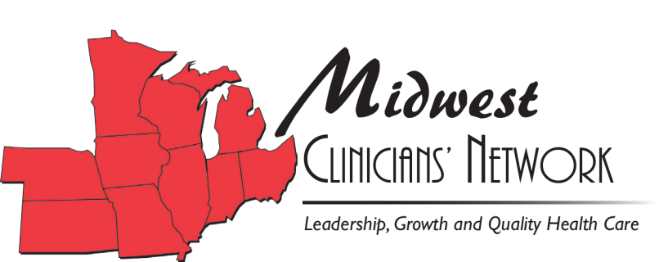 Midwest
Clinicians' Network
Leadership, Growth and Quality Health Care